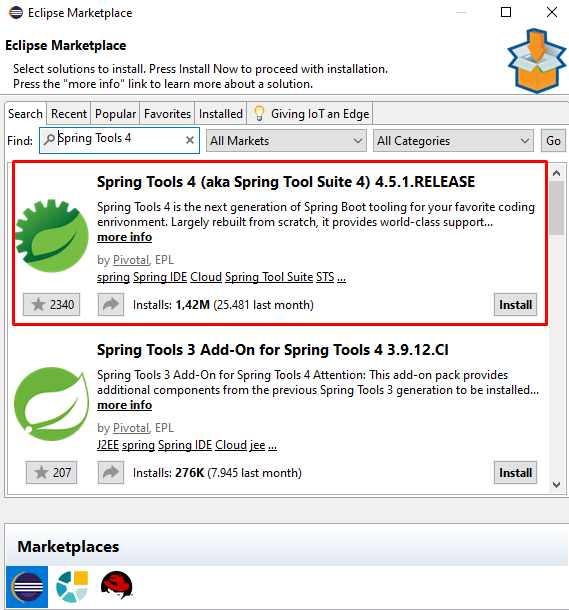 Eclipse Marketplace
Eclipse Marketplace
Select solutions to install. Press Install Now to proceed with installation.
Press the "more info" link to learn more about a solution.
Search Recent Popular Favorites Installed Giving IoT an Edge
Find: Spring Tools 4 All Markets All Categories Go
Spring Tools 4 (aka Spring Tool Suite 4) 4.5.1.RELEASE
Spring Tools 4 is the next generation of Spring Boot tooling for your favorite coding
enrivonment. Largely rebuilt from scratch, it provides world-class support...
more info
by Pivotal, EPL
spring Spring IDE Cloud Spring Tool Suite STS ...
2340 Installs: 1,42M (25.481 last month) Install
Spring Tools 3 Add-On for Spring Tools 4 3.9.12.CI
Spring Tools 3 Add-On for Spring Tools 4 Attention: This add-on pack provides
additional components from the previous Spring Tools 3 generation to be installed...
more info
by Pivotal, EPL
J2EE spring Spring IDE Cloud jee ...
207 Installs: 276K (7.945 last month) Install
Marketplaces